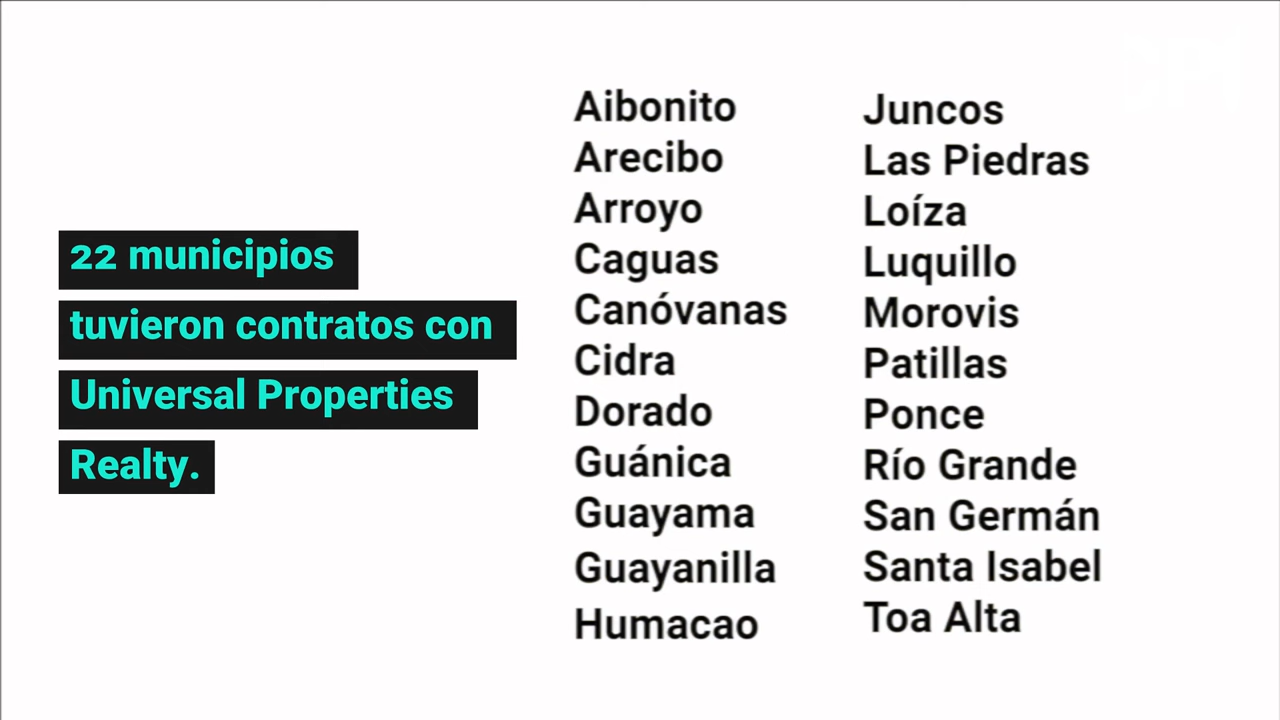 22 municipios
tuvieron contratos con
Universal Properties
Realty.
Aibonito
Arecibo
Arroyo
Caguas
Canóvanas
Cidra
Dorado
Guánica
Guayama
Guayanilla
Humacao
Juncos
Las Piedras
Loíza
Luquillo
Morovis
Patillas
Ponce
Río Grande
San Germán
Santa Isabel
Toa Alta
CPI